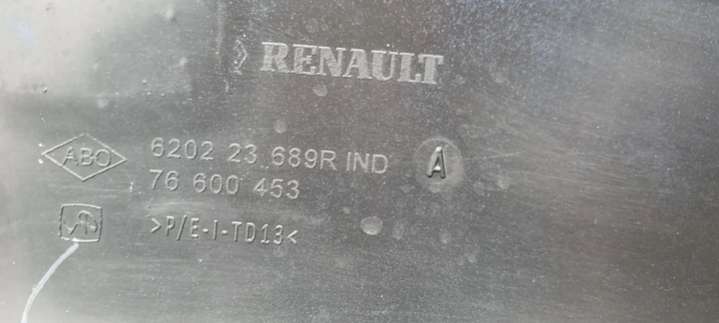 RENAULT
ABO 6202 23 689R IND A
76 600 453
>P/E-I-TD13<